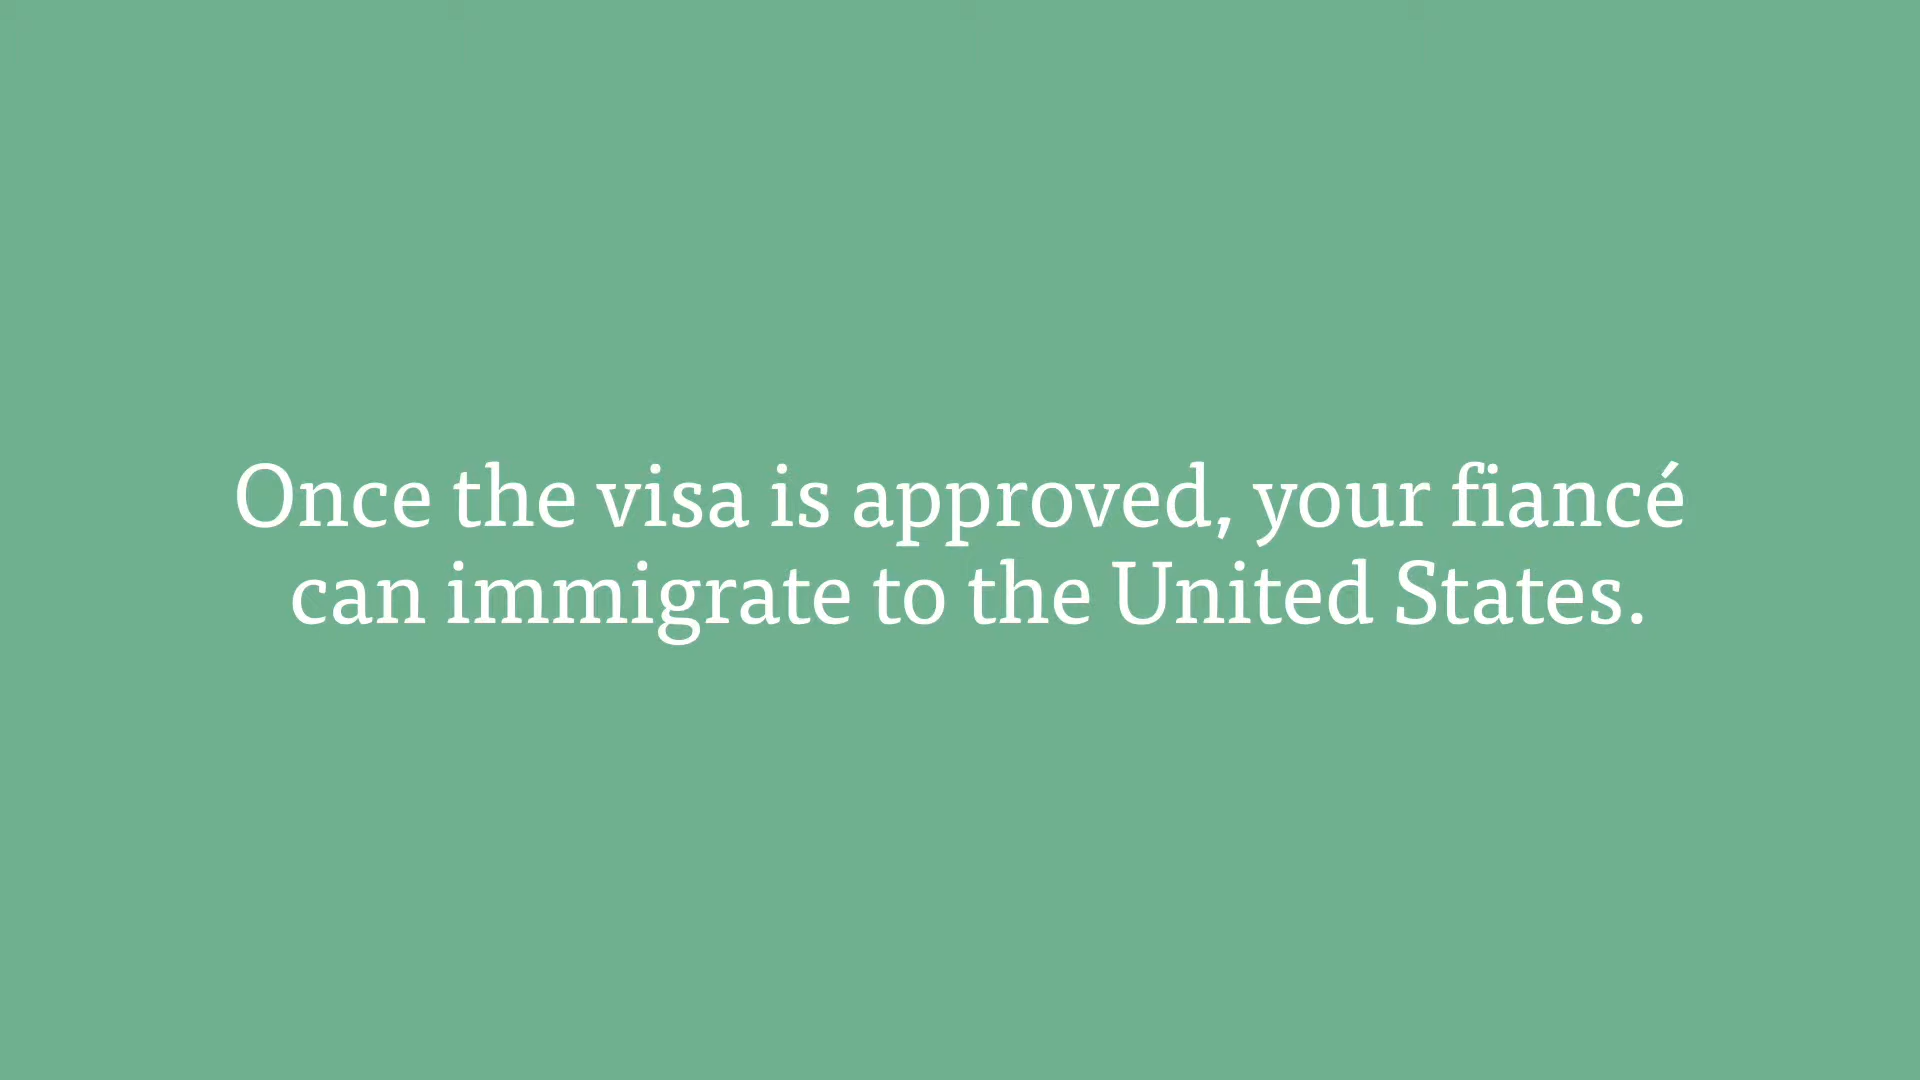 Once the visa is approved, your fiancé
can immigrate to the United States.